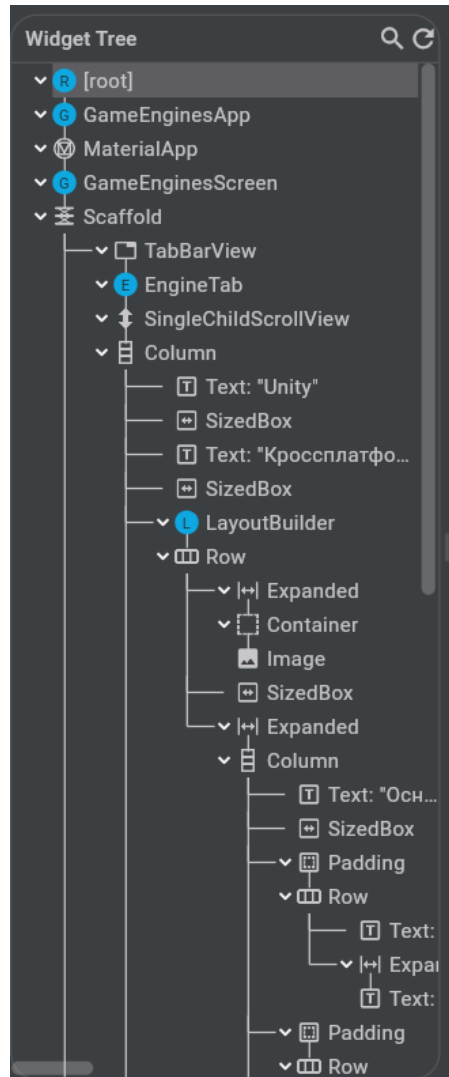 Widget Tree
R [root]
G GameEnginesApp
M MaterialApp
G GameEnginesScreen
Scaffold
TabBarView
E EngineTab
SingleChildScrollView
Column
T Text: "Unity"
SizedBox
T Text: "Кроссплатфо...
SizedBox
L LayoutBuilder
Row
Expanded
Container
Image
SizedBox
Expanded
Column
T Text: "Осн...
SizedBox
Padding
Row
T Text:
Expa
T Text:
Padding
Row